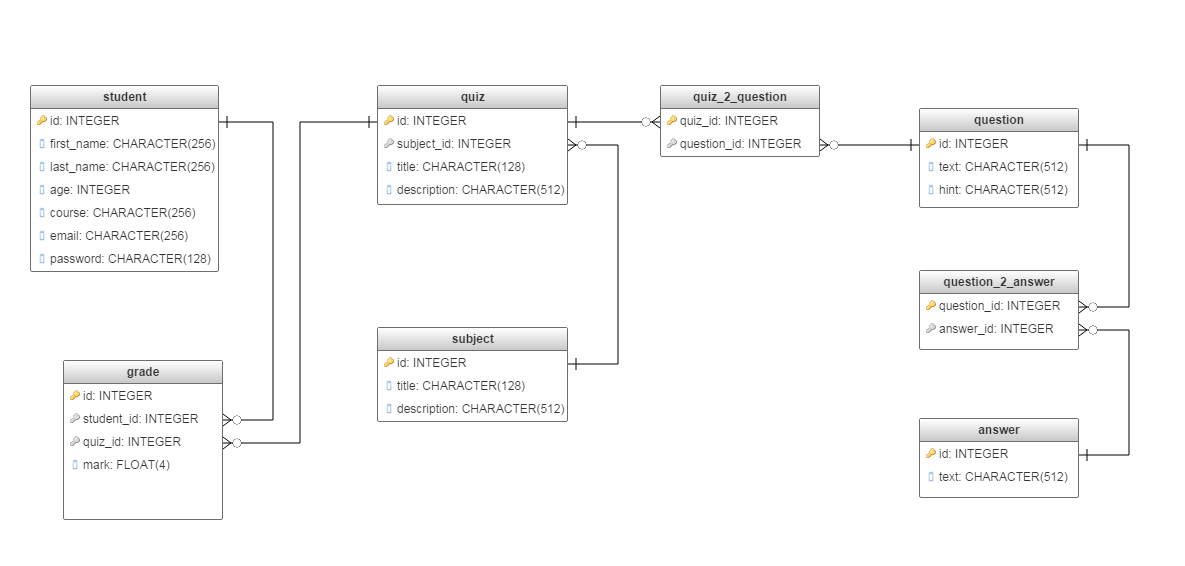 student
id: INTEGER
first_name: CHARACTER(256)
last_name: CHARACTER(256)
age: INTEGER
course: CHARACTER(256)
email: CHARACTER(256)
password: CHARACTER(128)
quiz
id: INTEGER
subject_id: INTEGER
title: CHARACTER(128)
description: CHARACTER(512)
quiz_2_question
quiz_id: INTEGER
question_id: INTEGER
question
id: INTEGER
text: CHARACTER(512)
hint: CHARACTER(512)
question_2_answer
question_id: INTEGER
answer_id: INTEGER
subject
id: INTEGER
title: CHARACTER(128)
description: CHARACTER(512)
grade
id: INTEGER
student_id: INTEGER
quiz_id: INTEGER
mark: FLOAT(4)
answer
id: INTEGER
text: CHARACTER(512)